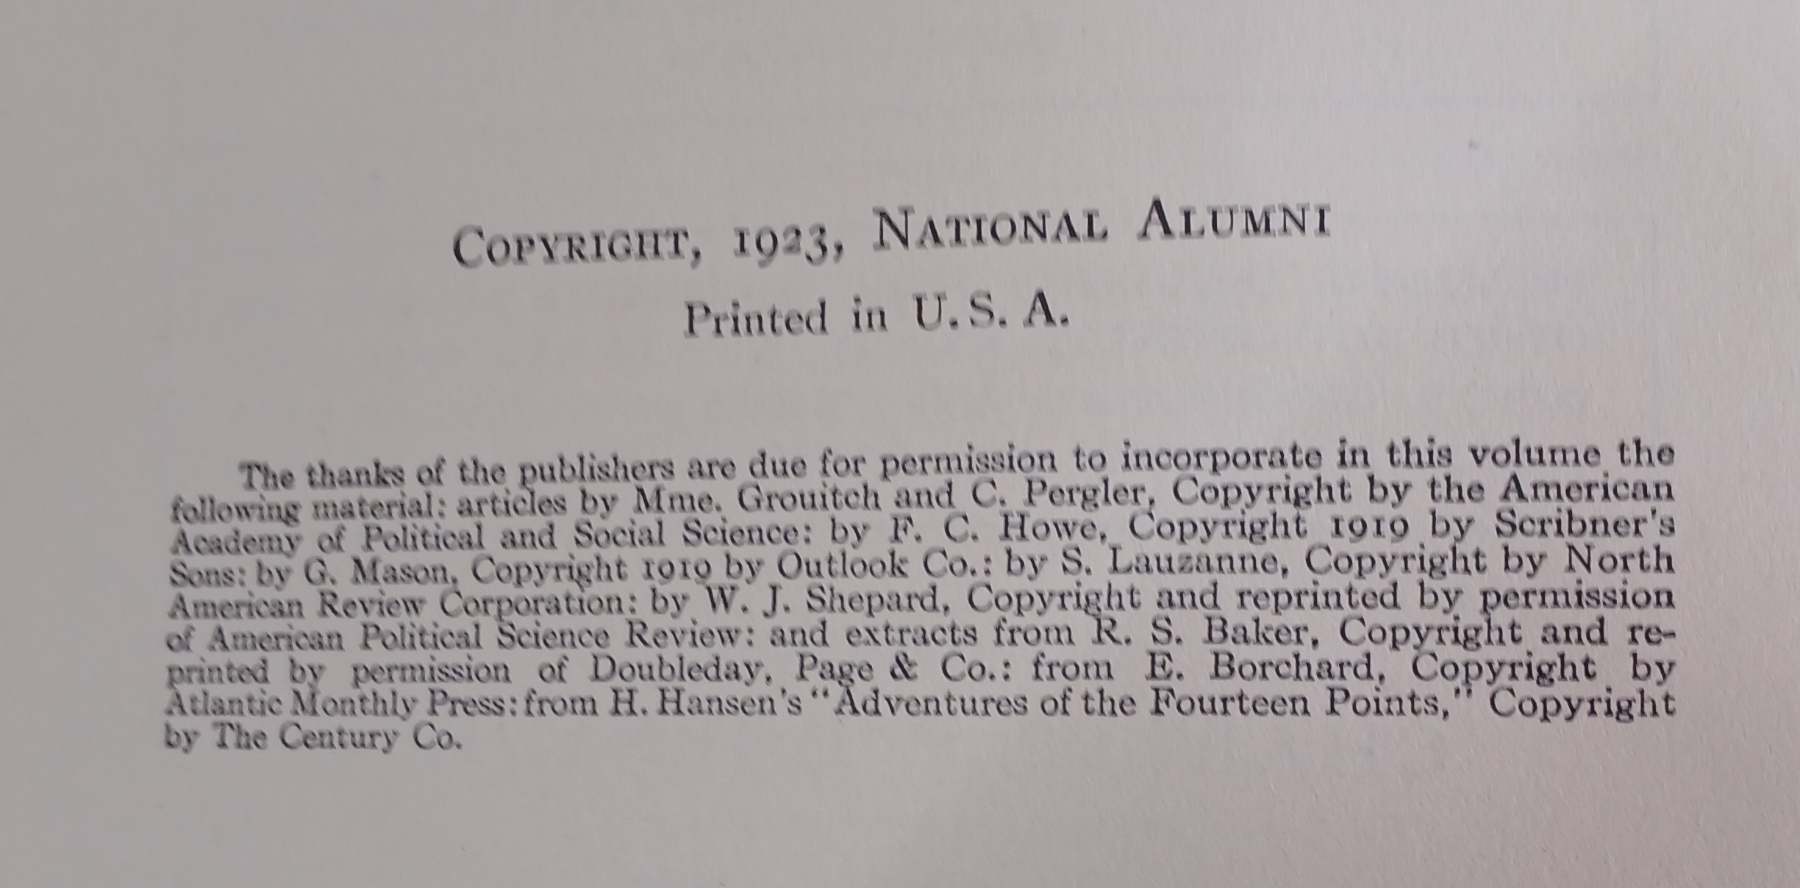 COPYRIGHT, 1923, NATIONAL ALUMNI
Printed in U. S. A.
The thanks of the publishers are due for permission to incorporate in this volume the
following material: articles by Mme. Grouitch and C. Pergler, Copyright by the American
Academy of Political and Social Science: by F. C. Howe, Copyright 1919 by Scribner's
Sons: by G. Mason, Copyright 1919 by Outlook Co.: by S. Lauzanne, Copyright by North
American Review Corporation: by W. J. Shepard, Copyright and reprinted by permission
of American Political Science Review: and extracts from R. S. Baker, Copyright and re-
printed by permission of Doubleday, Page & Co.: from E. Borchard, Copyright by
Atlantic Monthly Press: from H. Hansen's "Adventures of the Fourteen Points," Copyright
by The Century Co.